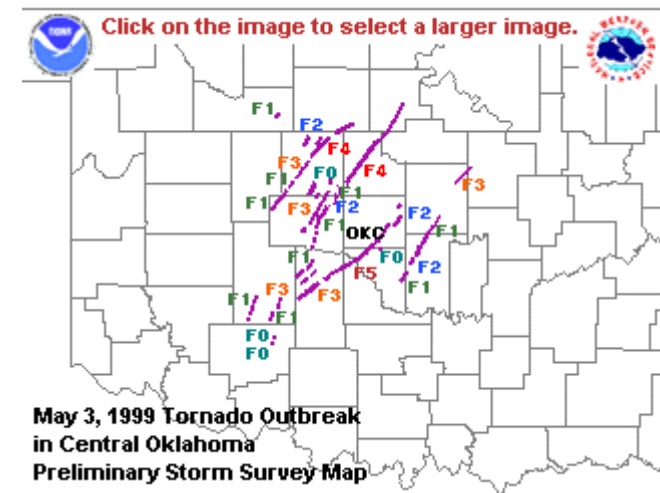 Click on the image to select a larger image.
F1
F2
F4
F3
F0
F4
F1
F1
F3
F1
F3
F2
F2
F1
OKC
F1
F1
F0
F2
F5
F1
F3
F3
F1
F1
F0
F0
May 3, 1999 Tornado Outbreak
in Central Oklahoma
Preliminary Storm Survey Map